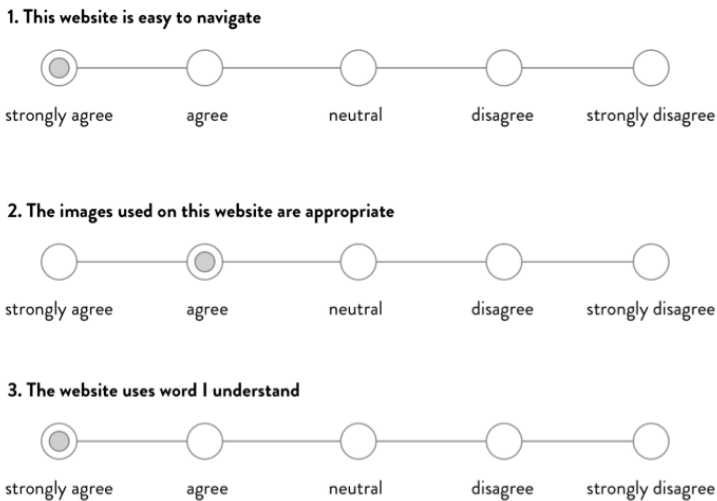 1. This website is easy to navigate
strongly agree agree neutral disagree strongly disagree
2. The images used on this website are appropriate
strongly agree agree neutral disagree strongly disagree
3. The website uses word I understand
strongly agree agree neutral disagree strongly disagree